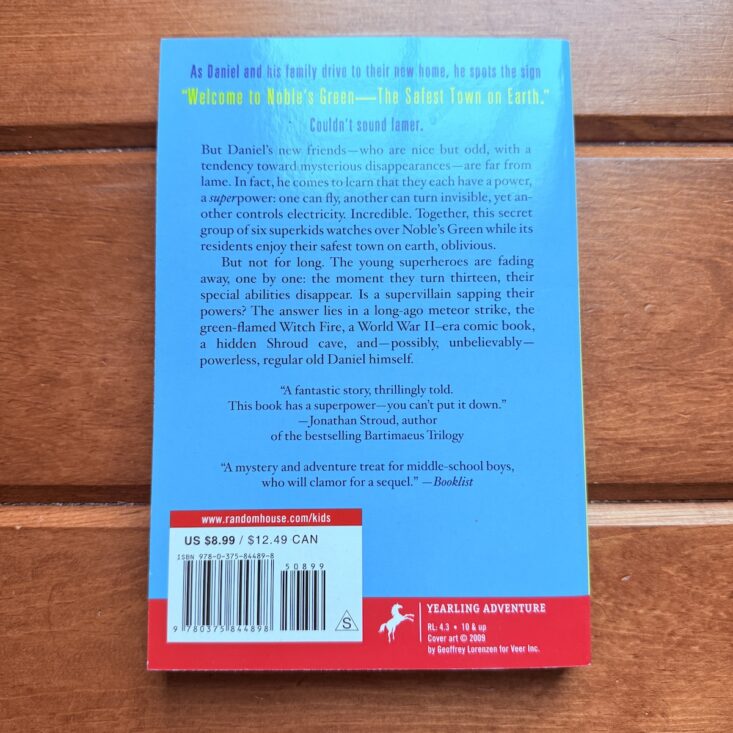 As Daniel and his family drive to their new home, he spots the sign
"Welcome to Noble's Green—The Safest Town on Earth."
Couldn't sound lamer.
But Daniel's new friends—who are nice but odd, with a
tendency toward mysterious disappearances—are far from
lame. In fact, he comes to learn that they each have a power,
a superpower: one can fly, another can turn invisible, yet an-
other controls electricity. Incredible. Together, this secret
group of six superkids watches over Noble's Green while its
residents enjoy their safest town on earth, oblivious.
But not for long. The young superheroes are fading
away, one by one: the moment they turn thirteen, their
special abilities disappear. Is a supervillain sapping their
powers? The answer lies in a long-ago meteor strike, the
green-flamed Witch Fire, a World War II–era comic book,
a hidden Shroud cave, and—possibly, unbelievably—
powerless, regular old Daniel himself.
"A fantastic story, thrillingly told.
This book has a superpower—you can't put it down."
—Jonathan Stroud, author
of the bestselling Bartimaeus Trilogy
"A mystery and adventure treat for middle-school boys,
who will clamor for a sequel." —Booklist
www.randomhouse.com/kids
US $8.99 / $12.49 CAN
ISBN 978-0-375-84489-8
50899
9 780375 844898
S
YEARLING ADVENTURE
RL: 4.3 • 10 & up
Cover art © 2009
by Geoffrey Lorenzen for Veer Inc.